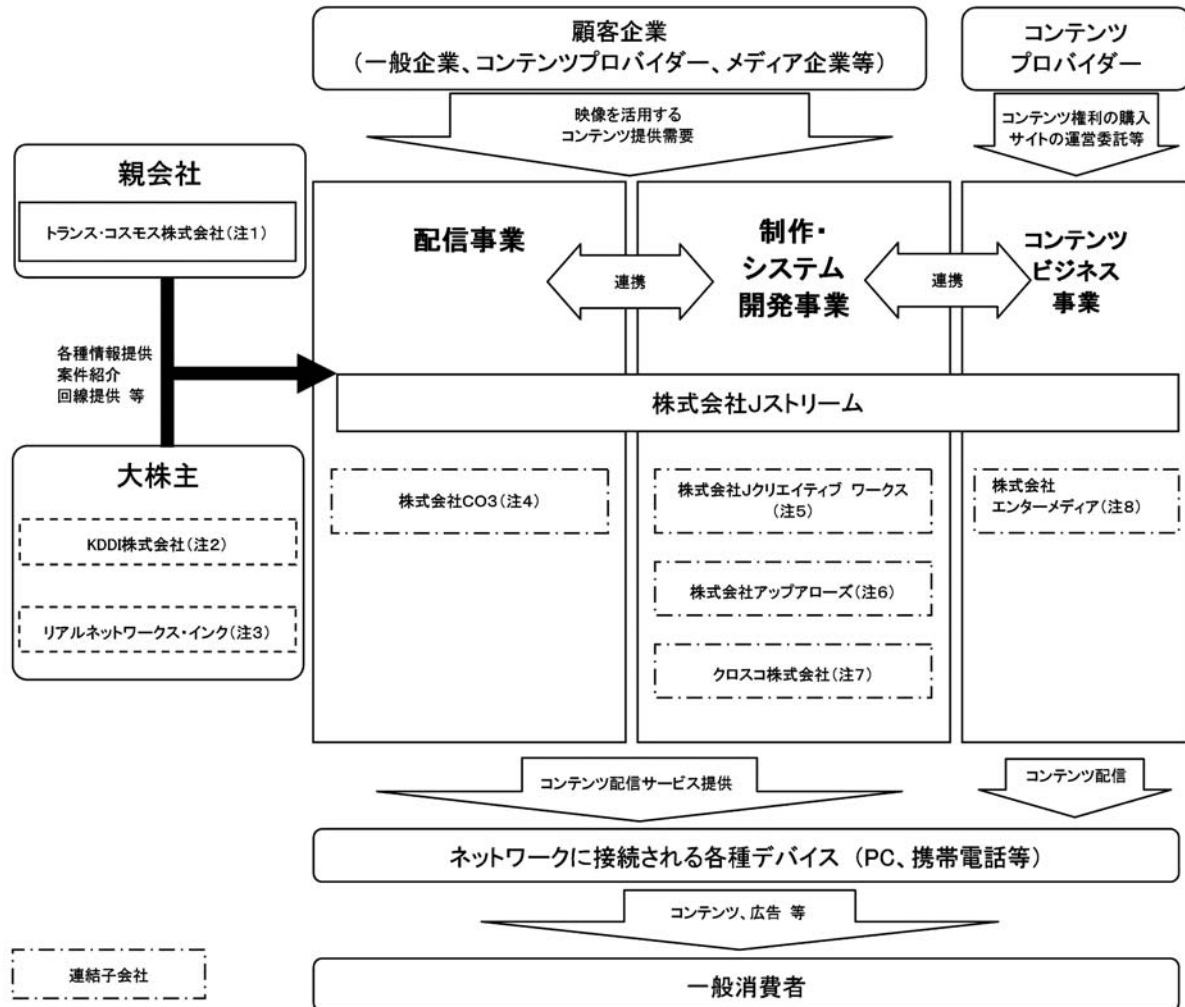 顧客企業
（一般企業、コンテンツプロバイダー、メディア企業等）
コンテンツ
プロバイダー
映像を活用する
コンテンツ提供需要
コンテンツ権利の購入
サイトの運営委託等
親会社
トランス・コスモス株式会社（注１）
配信事業
連携
制作・
システム
開発事業
連携
コンテンツ
ビジネス
事業
各種情報提供
案件紹介
回線提供 等
株式会社Jストリーム
大株主
KDDI株式会社（注２）
リアルネットワークス・インク（注３）
株式会社CO3（注４）
株式会社Jクリエイティブ ワークス
（注５）
株式会社アップアローズ（注６）
クロスコ株式会社（注７）
株式会社
エンターメディア（注８）
コンテンツ配信サービス提供
コンテンツ配信
ネットワークに接続される各種デバイス （PC、携帯電話等）
コンテンツ、広告 等
連結子会社
一般消費者